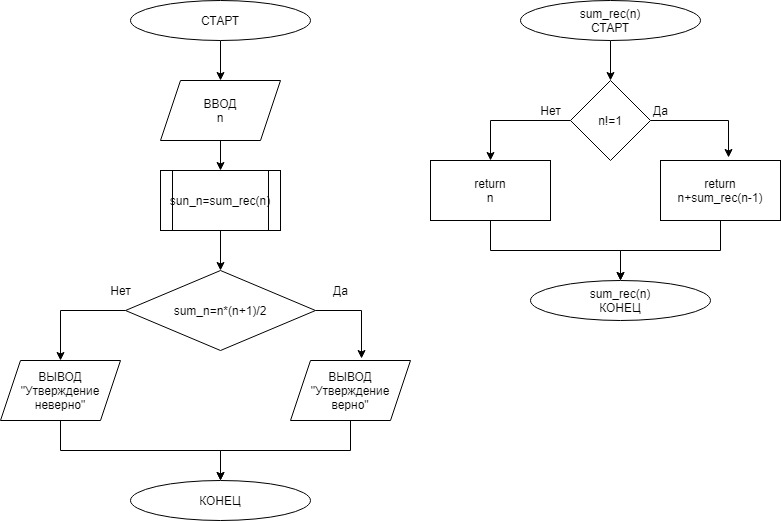 СТАРТ
ВВОД
n
sun_n=sum_rec(n)
Нет
Да
sum_n=n*(n+1)/2
ВЫВОД
"Утверждение
неверно"
ВЫВОД
"Утверждение
верно"
КОНЕЦ
sum_rec(n)
СТАРТ
Нет
Да
n!=1
return
n
return
n+sum_rec(n-1)
sum_rec(n)
КОНЕЦ